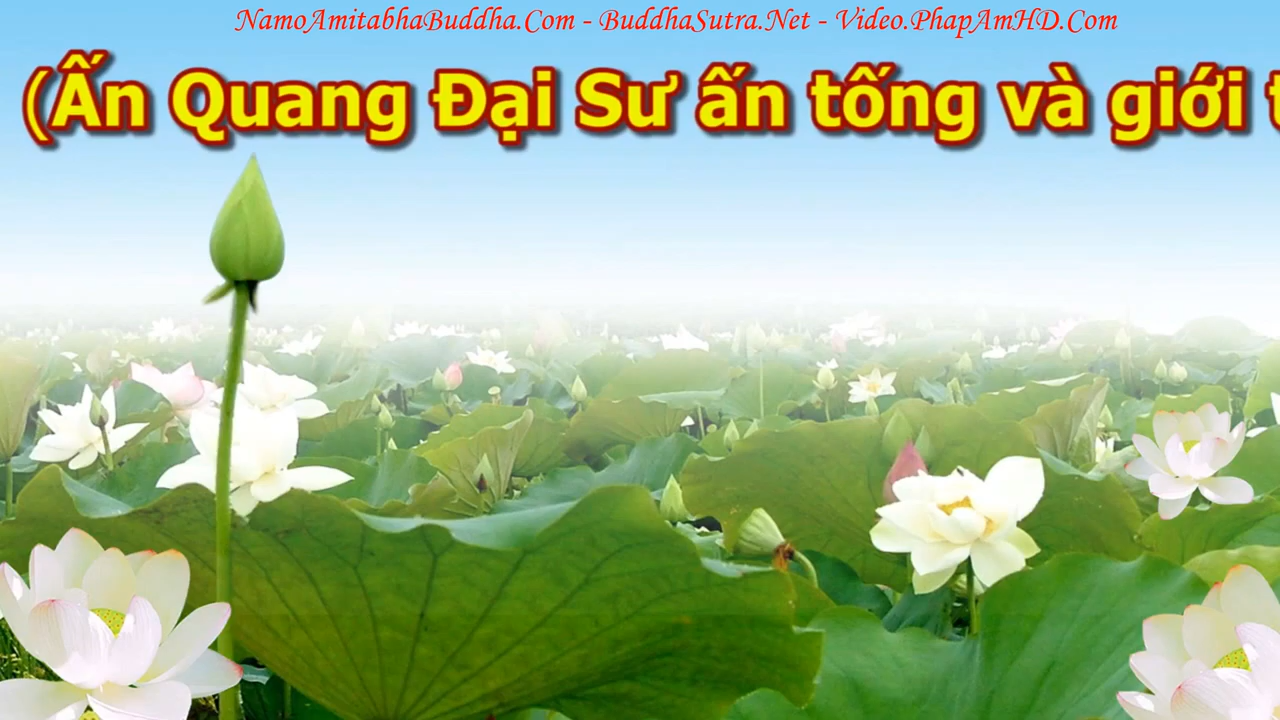 NamoAmitabhaBuddha.Com - BuddhaSutra.Net - Video.PhapAmHD.Com
(Ấn Quang Đại Sư ấn tống và giới